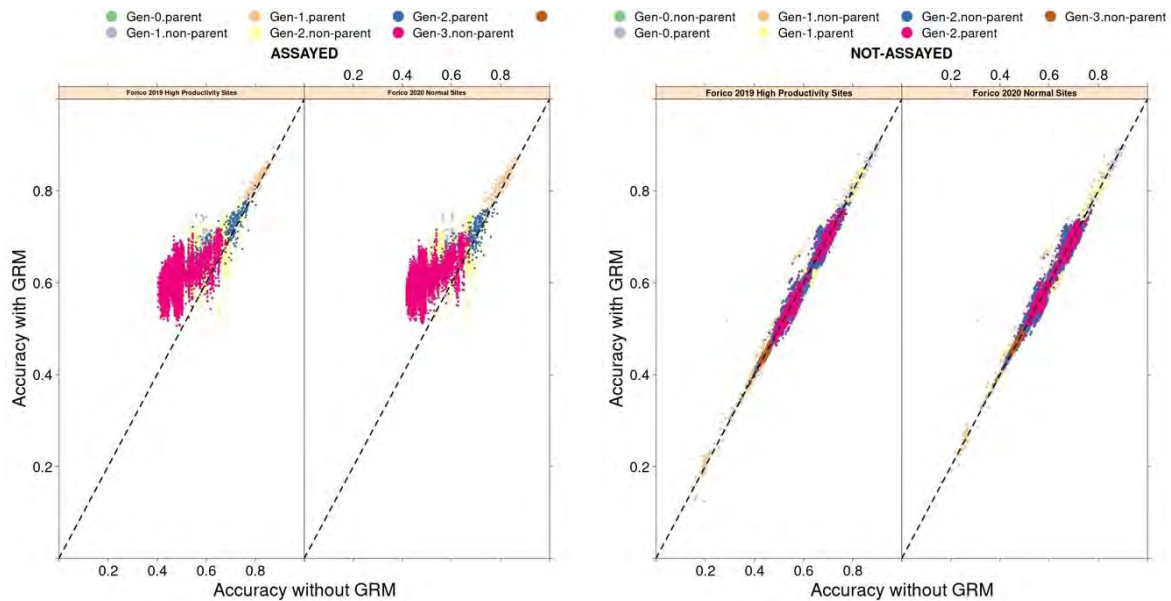 Gen-0.parent Gen-1.parent Gen-2.parent
Gen-1.non-parent Gen-2.non-parent Gen-3.non-parent
ASSAYED
0.2 0.4 0.6 0.8
Forico 2019 High Productivity Sites Forico 2020 Normal Sites
0.8
0.6
0.4
0.2
Accuracy with GRM
0.2 0.4 0.6 0.8
Accuracy without GRM
Gen-0.non-parent Gen-1.non-parent Gen-2.non-parent Gen-3.non-parent
Gen-0.parent Gen-1.parent Gen-2.parent
NOT-ASSAYED
0.2 0.4 0.6 0.8
Forico 2019 High Productivity Sites Forico 2020 Normal Sites
0.8
0.6
0.4
0.2
Accuracy with GRM
0.2 0.4 0.6 0.8
Accuracy without GRM